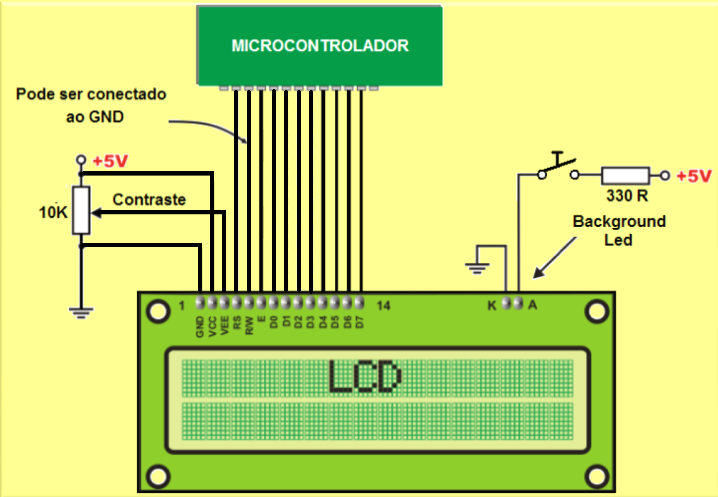 MICROCONTROLADOR
Pode ser conectado
ao GND
+5V
10K
Contraste
330 R
+5V
Background
Led
1
GND
VCC
VEE
RS
R/W
E
D0
D1
D2
D3
D4
D5
D6
D7
14
K
A
LCD